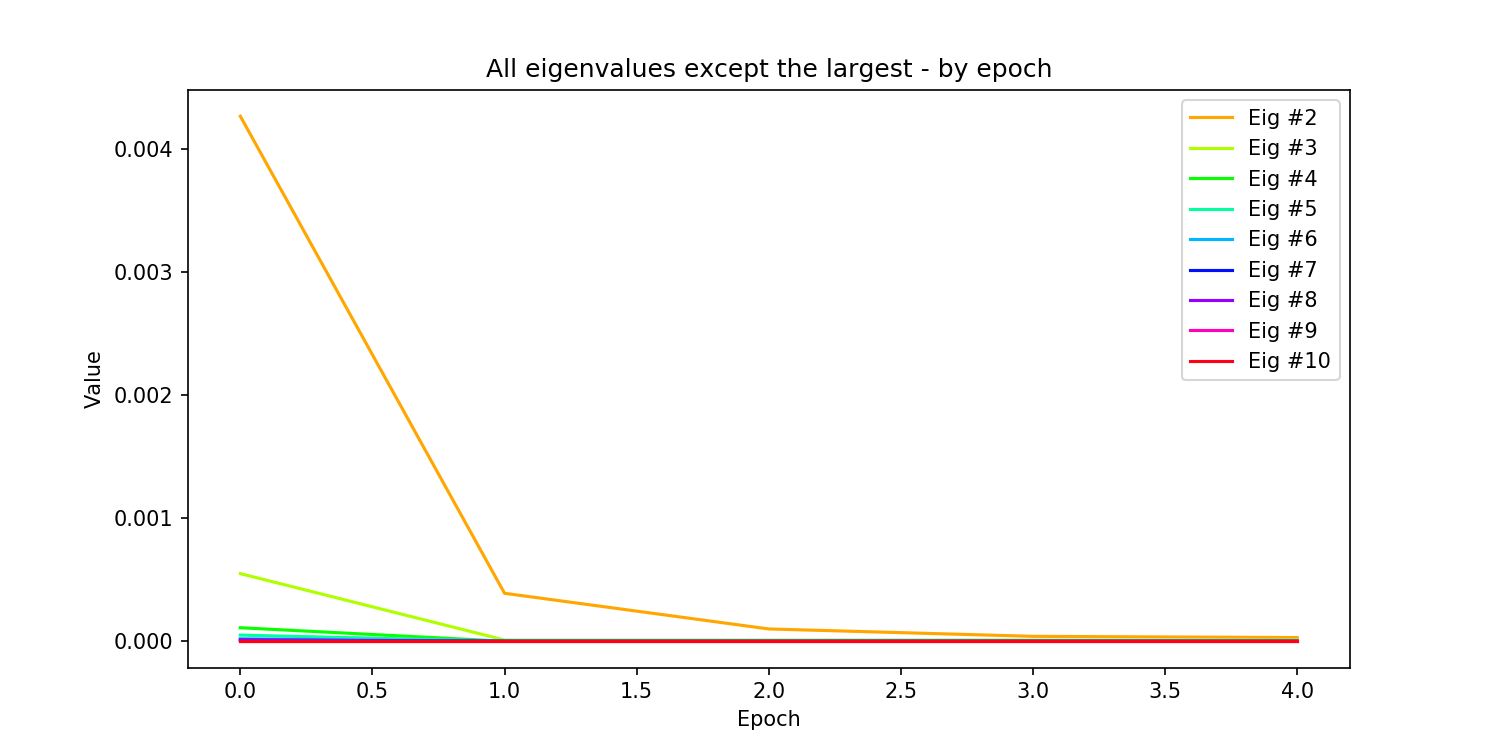 All eigenvalues except the largest - by epoch
Eig #2
Eig #3
Eig #4
Eig #5
Eig #6
Eig #7
Eig #8
Eig #9
Eig #10
Value
0.004
0.003
0.002
0.001
0.000
0.0 0.5 1.0 1.5 2.0 2.5 3.0 3.5 4.0
Epoch